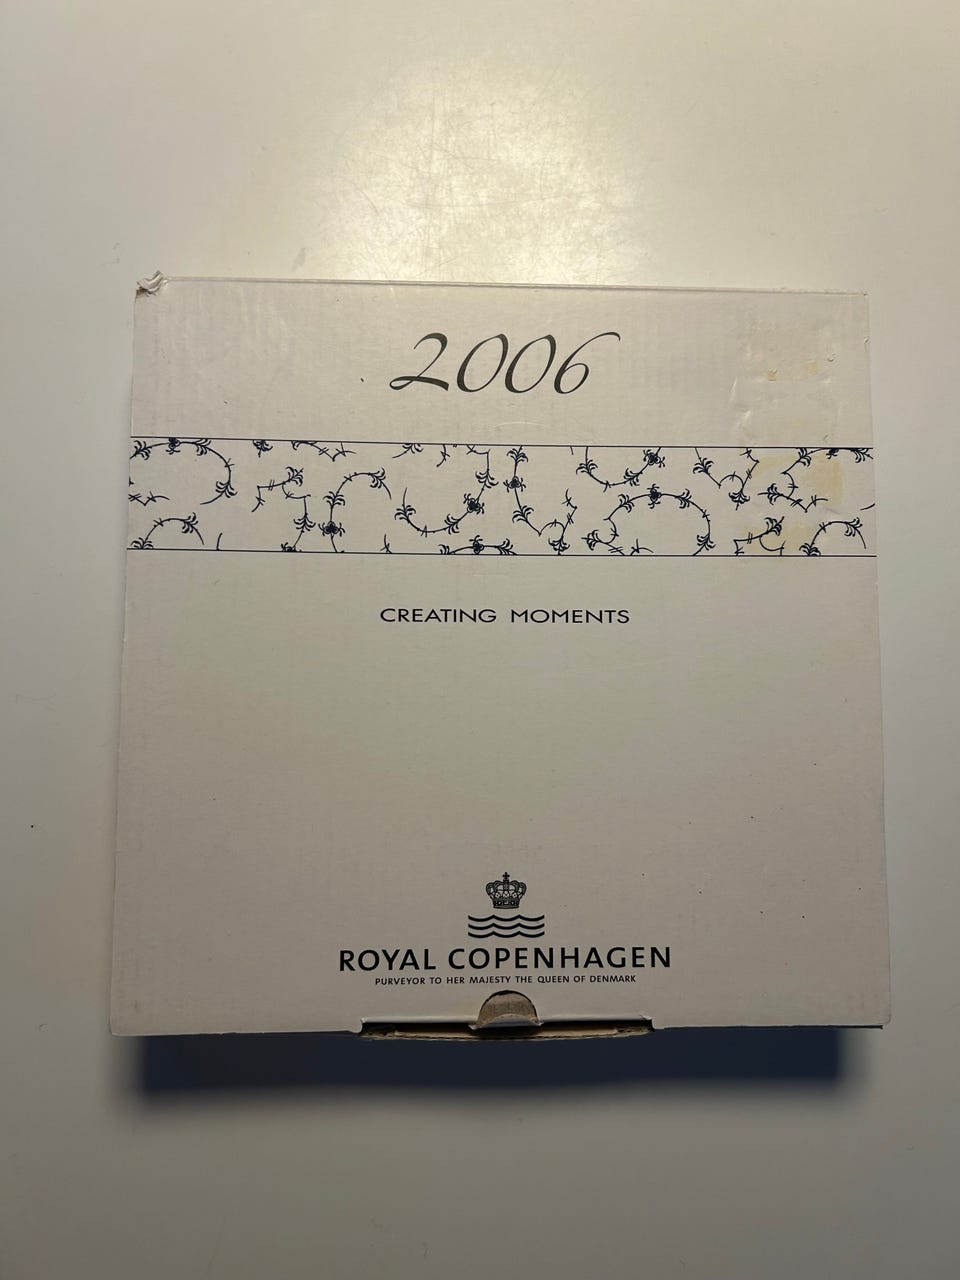 2006
CREATING MOMENTS
ROYAL COPENHAGEN
PURVEYOR TO HER MAJESTY THE QUEEN OF DENMARK